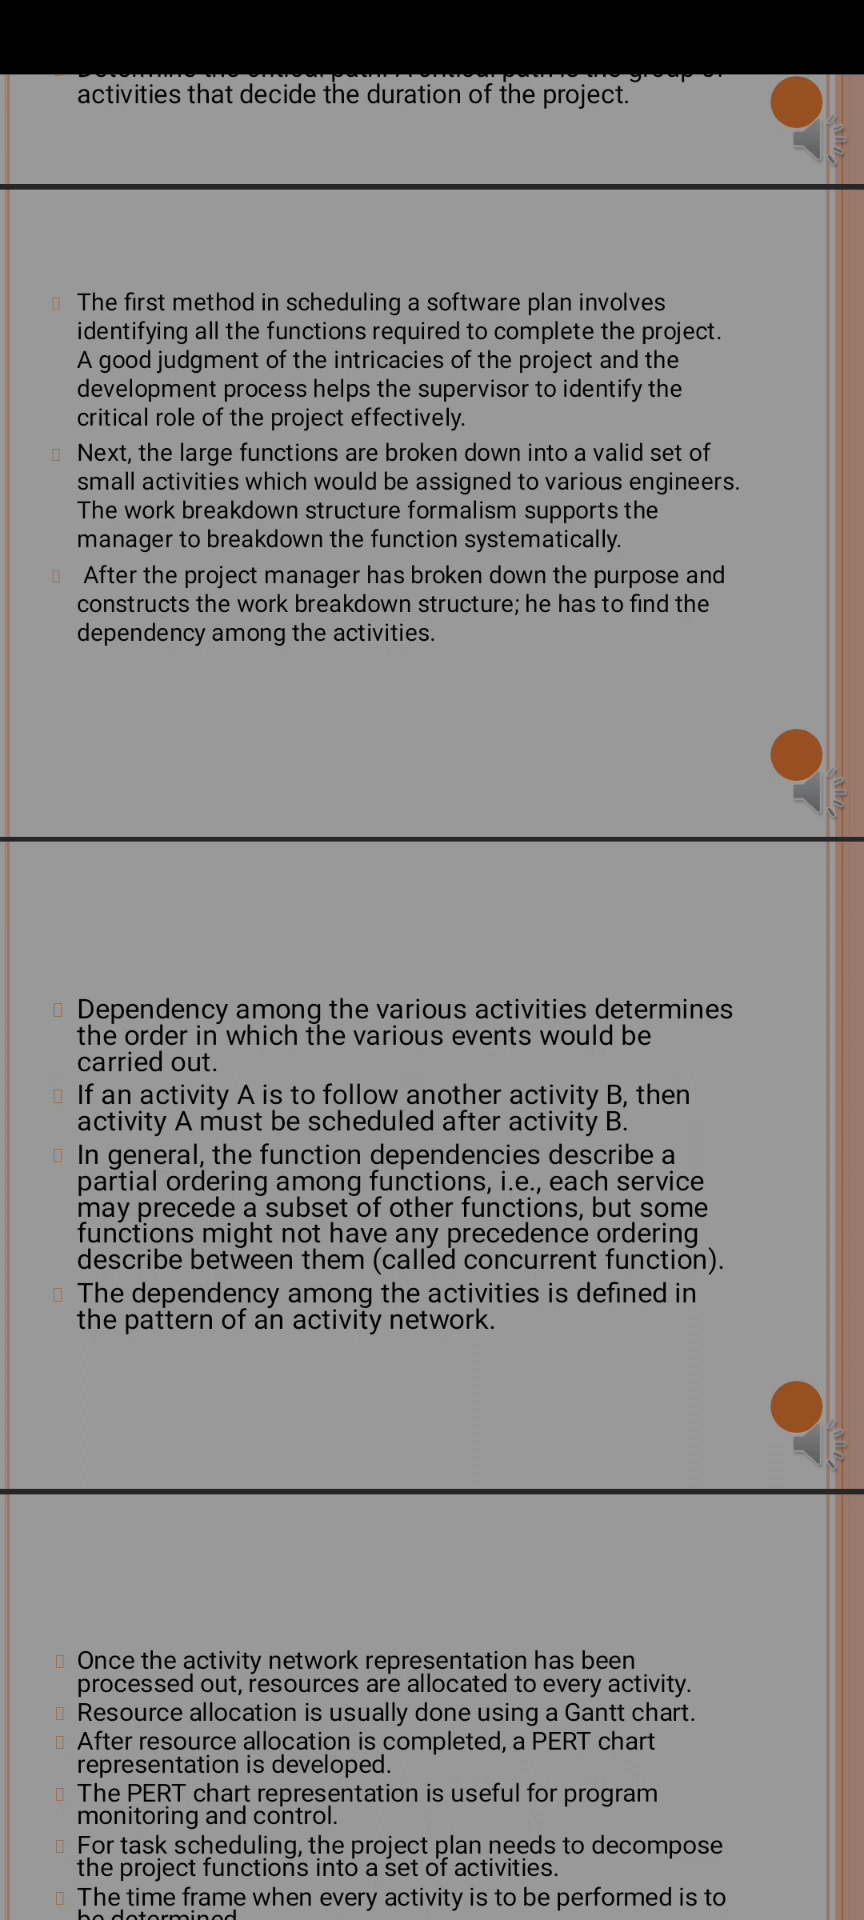 Determine the critical path. A critical path is the group of
activities that decide the duration of the project.
The first method in scheduling a software plan involves
identifying all the functions required to complete the project.
A good judgment of the intricacies of the project and the
development process helps the supervisor to identify the
critical role of the project effectively.
Next, the large functions are broken down into a valid set of
small activities which would be assigned to various engineers.
The work breakdown structure formalism supports the
manager to breakdown the function systematically.
After the project manager has broken down the purpose and
constructs the work breakdown structure; he has to find the
dependency among the activities.
Dependency among the various activities determines
the order in which the various events would be
carried out.
If an activity A is to follow another activity B, then
activity A must be scheduled after activity B.
In general, the function dependencies describe a
partial ordering among functions, i.e., each service
may precede a subset of other functions, but some
functions might not have any precedence ordering
describe between them (called concurrent function).
The dependency among the activities is defined in
the pattern of an activity network.
Once the activity network representation has been
processed out, resources are allocated to every activity.
Resource allocation is usually done using a Gantt chart.
After resource allocation is completed, a PERT chart
representation is developed.
The PERT chart representation is useful for program
monitoring and control.
For task scheduling, the project plan needs to decompose
the project functions into a set of activities.
The time frame when every activity is to be performed is to
be determined